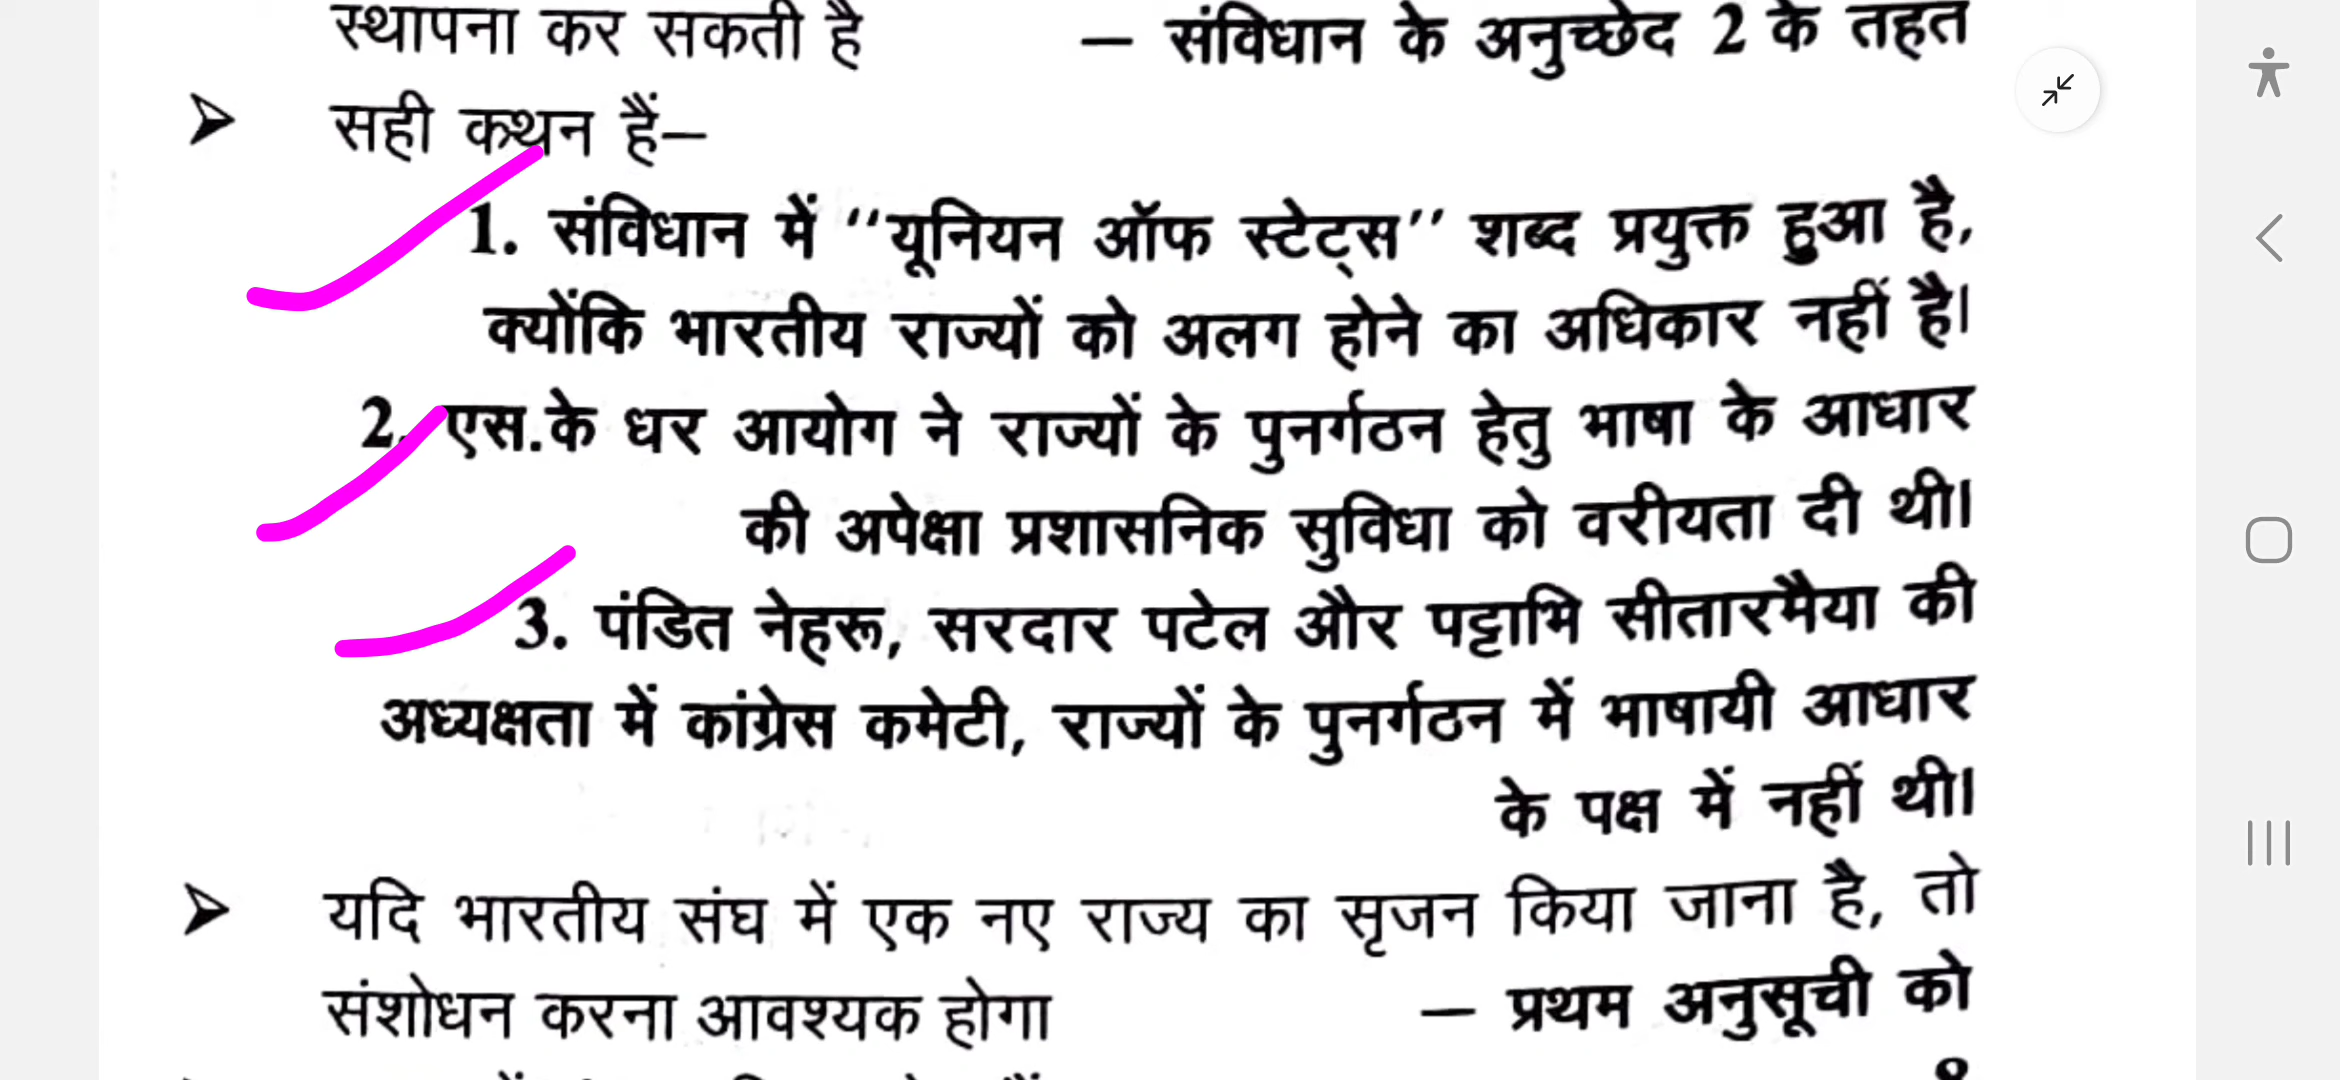 स्थापना कर सकती है — संविधान के अनुच्छेद 2 के तहत
सही कथन हैं—
1. संविधान में ‘‘यूनियन ऑफ स्टेट्स’’ शब्द प्रयुक्त हुआ है,
क्योंकि भारतीय राज्यों को अलग होने का अधिकार नहीं है।
2. एस.के धर आयोग ने राज्यों के पुनर्गठन हेतु भाषा के आधार
की अपेक्षा प्रशासनिक सुविधा को वरीयता दी थी।
3. पंडित नेहरू, सरदार पटेल और पट्टाभि सीतारमैया की
अध्यक्षता में कांग्रेस कमेटी, राज्यों के पुनर्गठन में भाषायी आधार
के पक्ष में नहीं थी।
यदि भारतीय संघ में एक नए राज्य का सृजन किया जाना है, तो
संशोधन करना आवश्यक होगा — प्रथम अनुसूची को